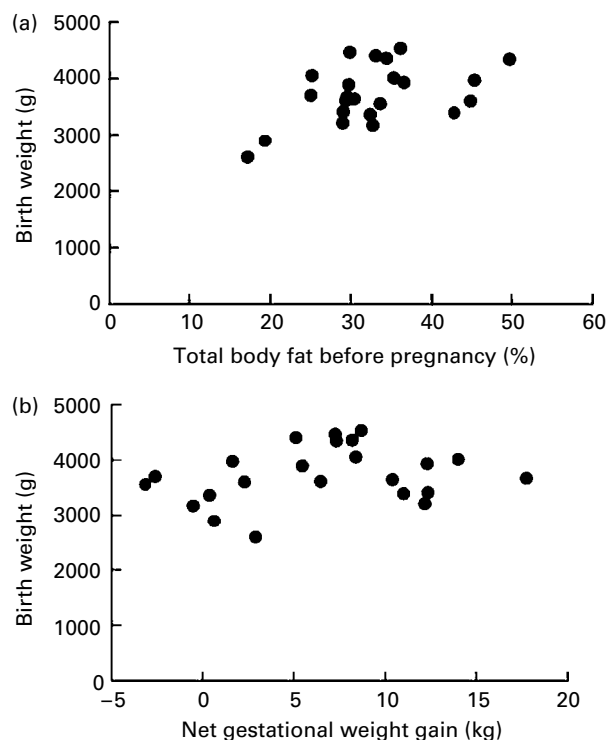 (a)
5000
4000
3000
2000
1000
0
Birth weight (g)
0 10 20 30 40 50 60
Total body fat before pregnancy (%)
(b)
5000
4000
3000
2000
1000
0
Birth weight (g)
−5 0 5 10 15 20
Net gestational weight gain (kg)